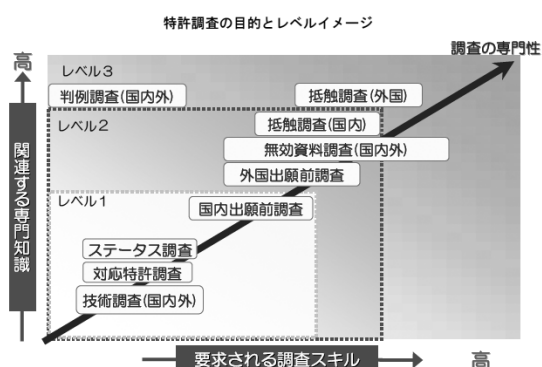 特許調査の目的とレベルイメージ
調査の専門性
高
レベル3
判例調査(国内外)
抵触調査(外国)
レベル2
抵触調査(国内)
無効資料調査(国内外)
外国出願前調査
レベル1
国内出願前調査
ステータス調査
対応特許調査
技術調査(国内外)
関連する専門知識
要求される調査スキル
高